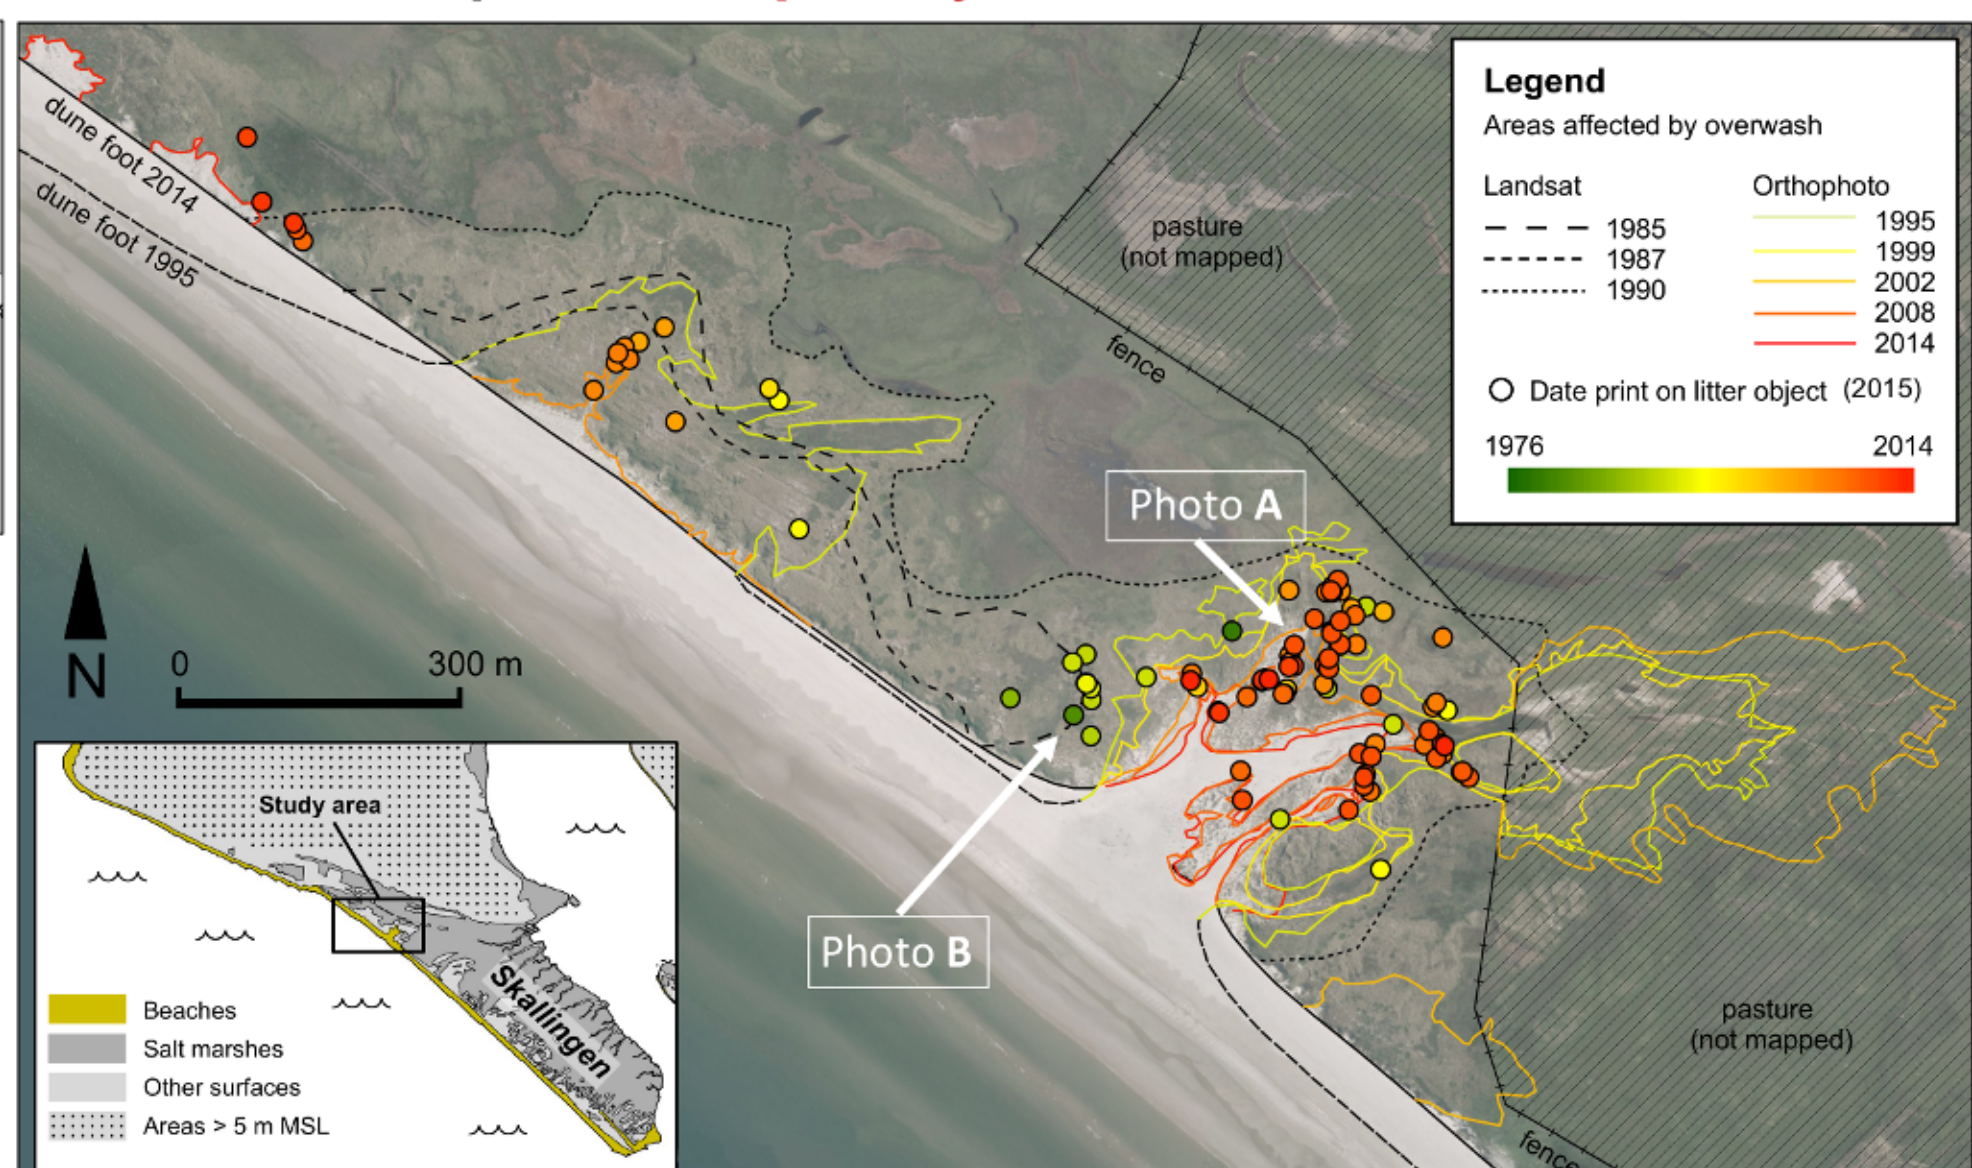 dune foot 2014
dune foot 1995
pasture
(not mapped)
fence
Legend
Areas affected by overwash
Landsat
Orthophoto
1985
1987
1990
1995
1999
2002
2008
2014
Date print on litter object (2015)
1976
2014
Photo A
Photo B
N
0
300 m
Study area
Skallingen
Beaches
Salt marshes
Other surfaces
Areas > 5 m MSL
pasture
(not mapped)
fence